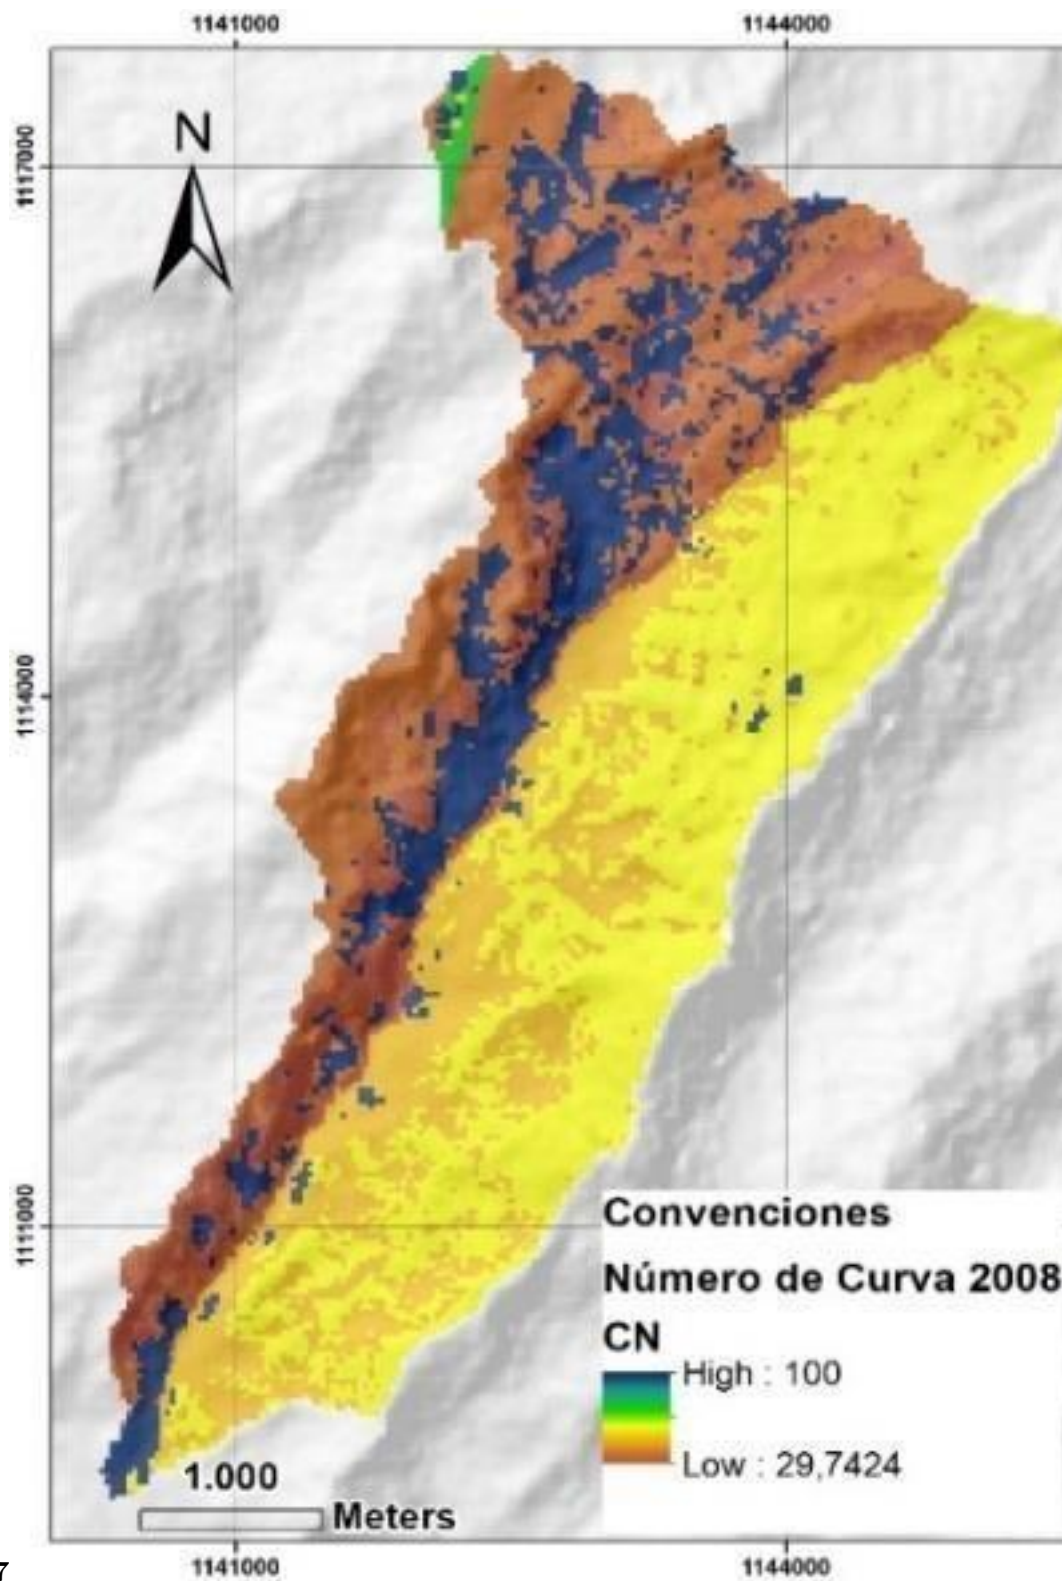 1141000 1144000
N
1117000
1114000
1111000
Convenciones
Número de Curva 2008
CN
High : 100
Low : 29,7424
1.000
Meters
1141000 1144000
7